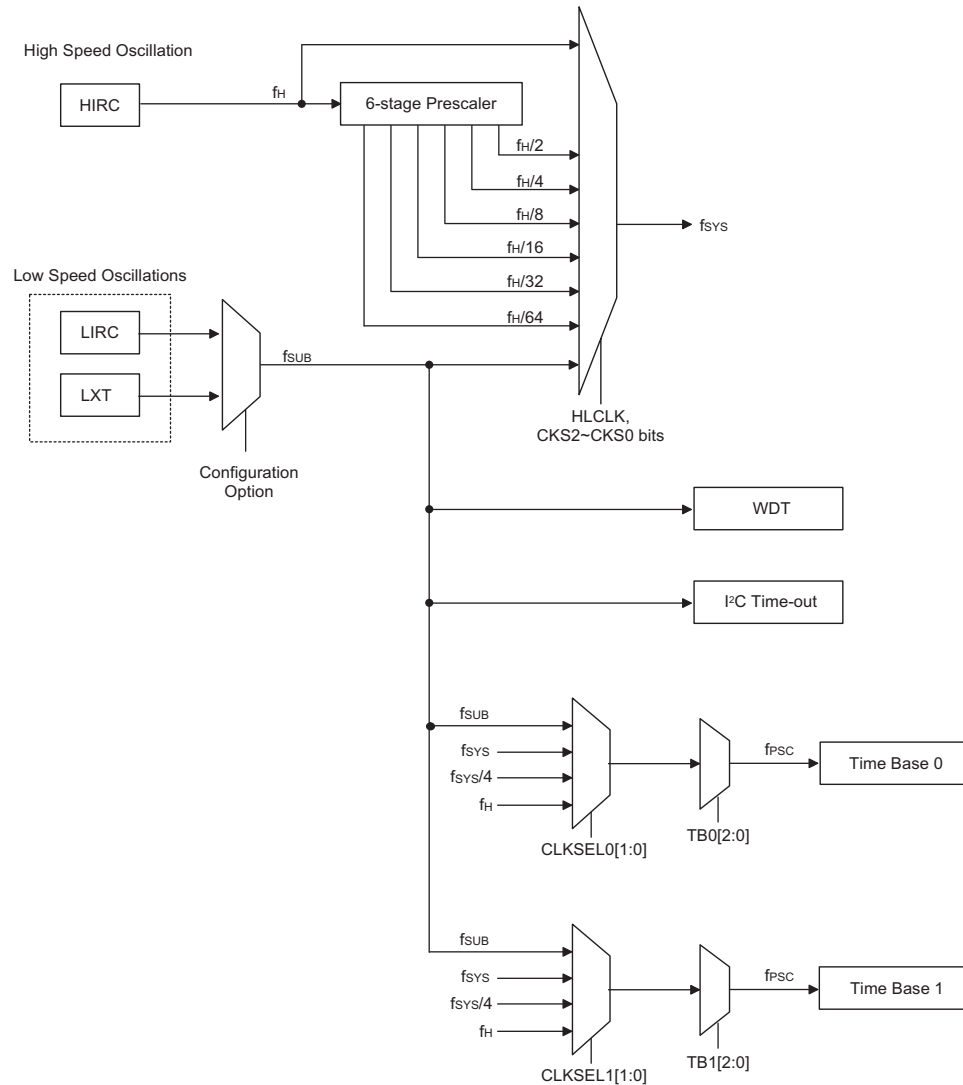 High Speed Oscillation
HIRC
fH
6-stage Prescaler
fH/2
fH/4
fH/8
fH/16
fH/32
fH/64
fSYS
Low Speed Oscillations
LIRC
LXT
fSUB
HLCLK,
CKS2~CKS0 bits
Configuration
Option
WDT
I²C Time-out
fSUB
fSYS
fSYS/4
fH
CLKSEL0[1:0]
TB0[2:0]
fPSC
Time Base 0
fSUB
fSYS
fSYS/4
fH
CLKSEL1[1:0]
TB1[2:0]
fPSC
Time Base 1